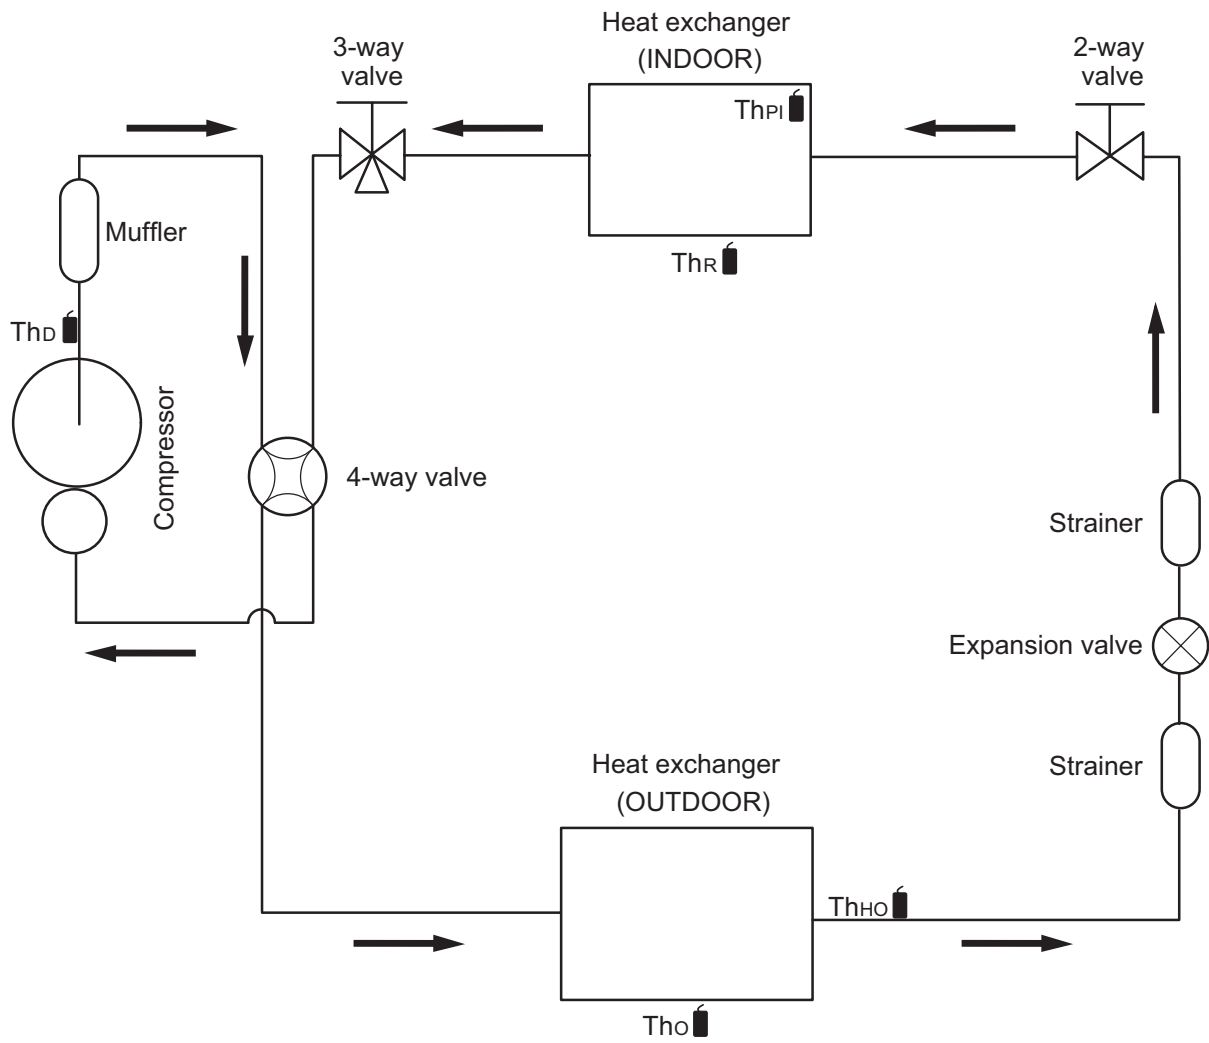 Heat exchanger
(INDOOR)
3-way
valve
2-way
valve
ThPI
Muffler
ThR
ThD
Compressor
4-way valve
Strainer
Expansion valve
Heat exchanger
(OUTDOOR)
Strainer
ThHO
ThO